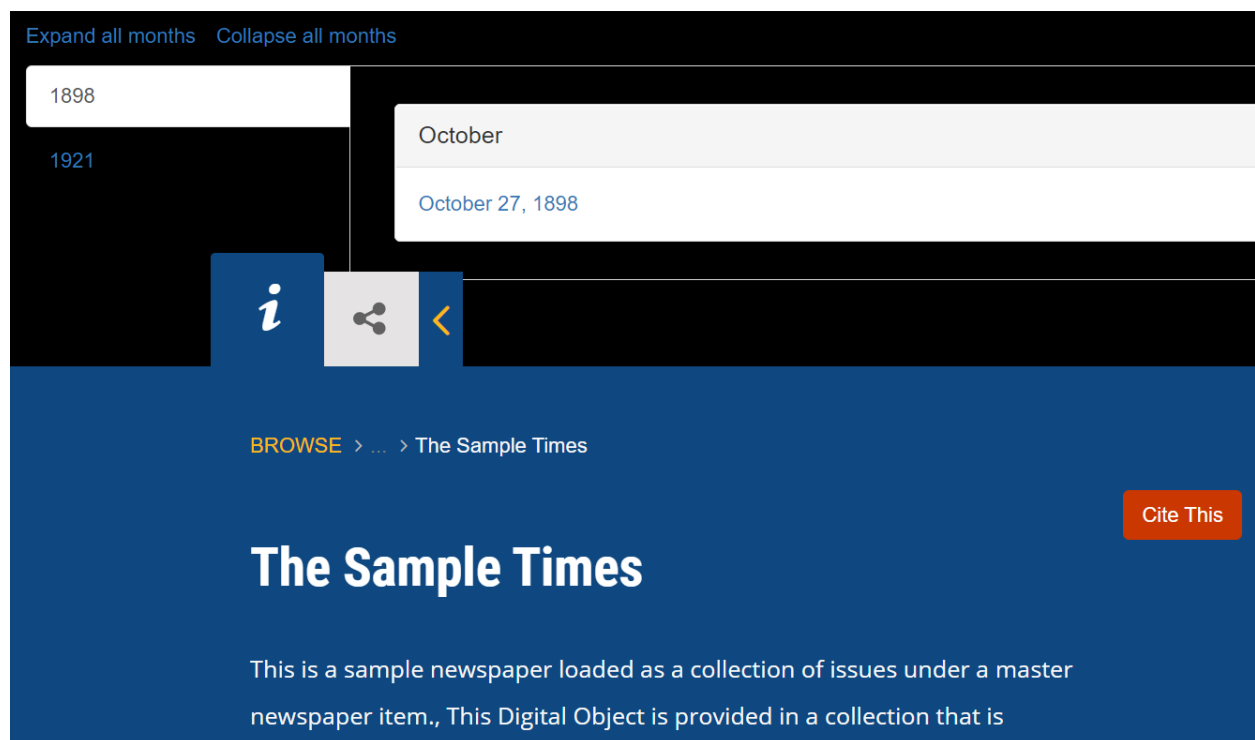 Expand all months Collapse all months
1898
1921
October
October 27, 1898
BROWSE > ... > The Sample Times
Cite This
The Sample Times
This is a sample newspaper loaded as a collection of issues under a master
newspaper item., This Digital Object is provided in a collection that is